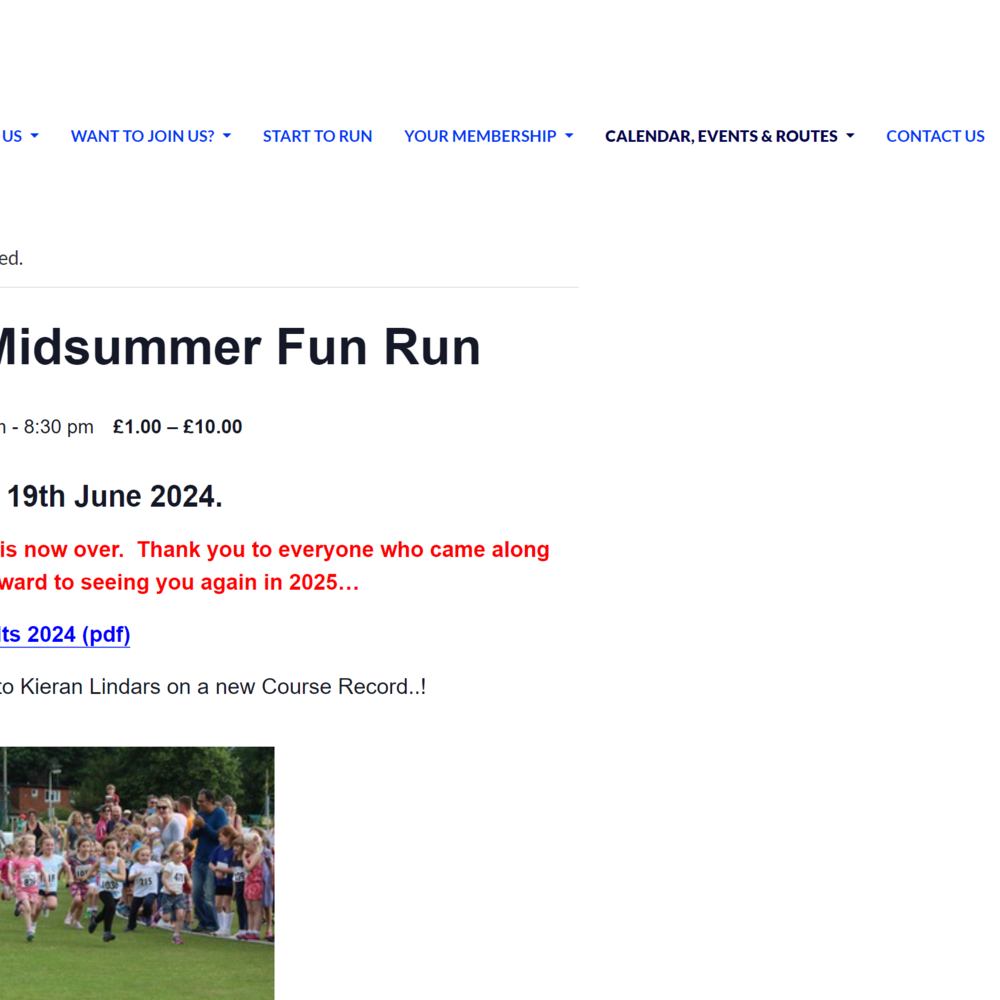 US WANT TO JOIN US? START TO RUN YOUR MEMBERSHIP CALENDAR, EVENTS & ROUTES CONTACT US
ed.
Midsummer Fun Run
- 8:30 pm £1.00 – £10.00
19th June 2024.
is now over. Thank you to everyone who came along
ward to seeing you again in 2025…
lts 2024 (pdf)
to Kieran Lindars on a new Course Record..!
1036
215